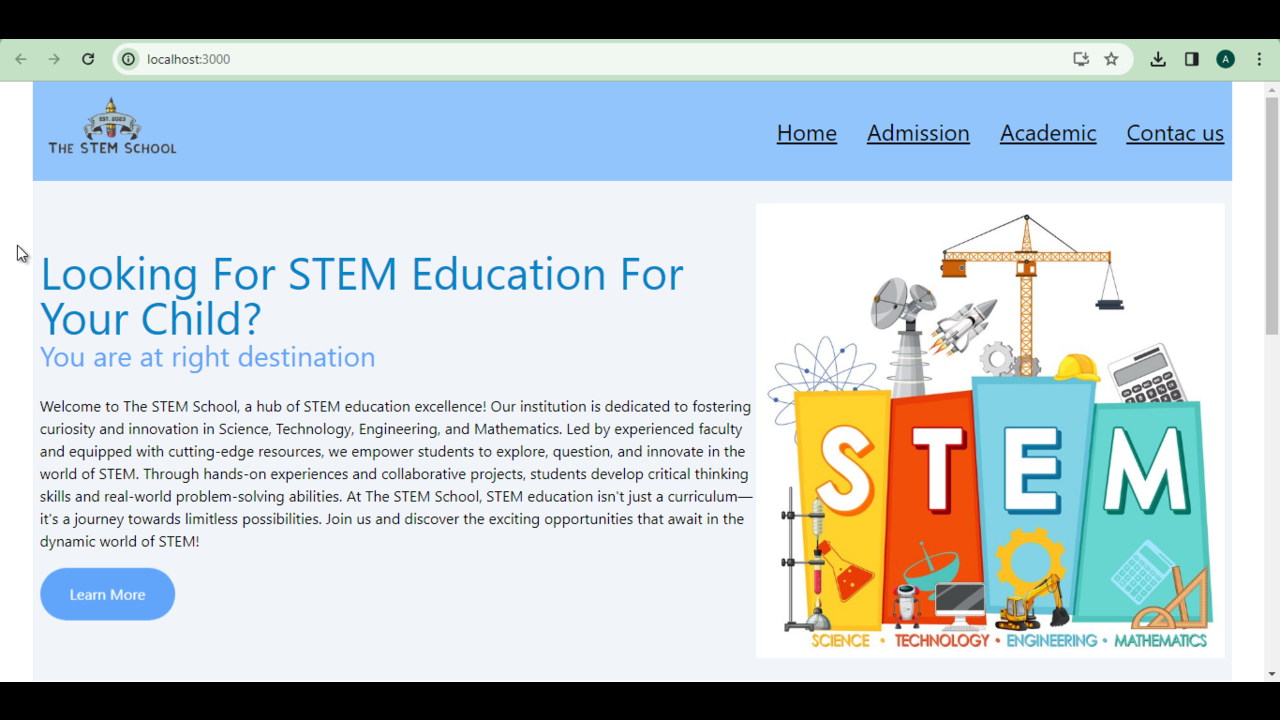 localhost:3000
A
EST. 2023
THE STEM SCHOOL
Home Admission Academic Contac us
Looking For STEM Education For
Your Child?
You are at right destination
Welcome to The STEM School, a hub of STEM education excellence! Our institution is dedicated to fostering
curiosity and innovation in Science, Technology, Engineering, and Mathematics. Led by experienced faculty
and equipped with cutting-edge resources, we empower students to explore, question, and innovate in the
world of STEM. Through hands-on experiences and collaborative projects, students develop critical thinking
skills and real-world problem-solving abilities. At The STEM School, STEM education isn't just a curriculum—
it's a journey towards limitless possibilities. Join us and discover the exciting opportunities that await in the
dynamic world of STEM!
Learn More
STEM
SCIENCE • TECHNOLOGY • ENGINEERING • MATHEMATICS